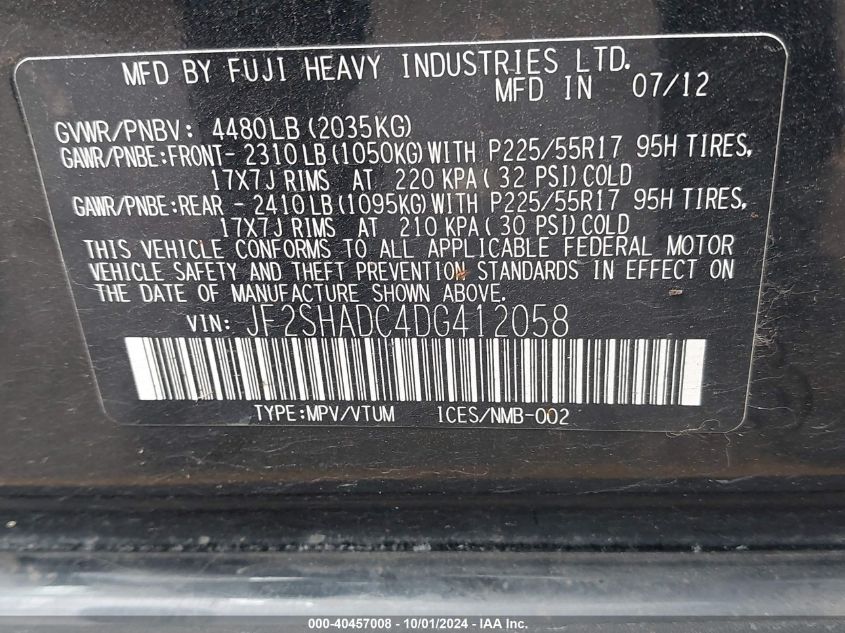 MFD BY FUJI HEAVY INDUSTRIES LTD.
MFD IN 07/12
GVWR/PNBV: 4480LB(2035KG)
GAWR/PNBE:FRONT- 2310LB(1050KG)WITH P225/55R17 95H TIRES,
17X7J RIMS AT 220 KPA( 32 PSI)COLD
GAWR/PNBE:REAR - 2410LB(1095KG)WITH P225/55R17 95H TIRES,
17X7J RIMS AT 210 KPA( 30 PSI)COLD
THIS VEHICLE CONFORMS TO ALL APPLICABLE FEDERAL MOTOR
VEHICLE SAFETY AND THEFT PREVENTION STANDARDS IN EFFECT ON
THE DATE OF MANUFACTURE SHOWN ABOVE.
VIN: JF2SHADC4DG412058
TYPE:MPV/VTUM ICES/NMB-002
000-40457008 - 10/01/2024 - IAA Inc.